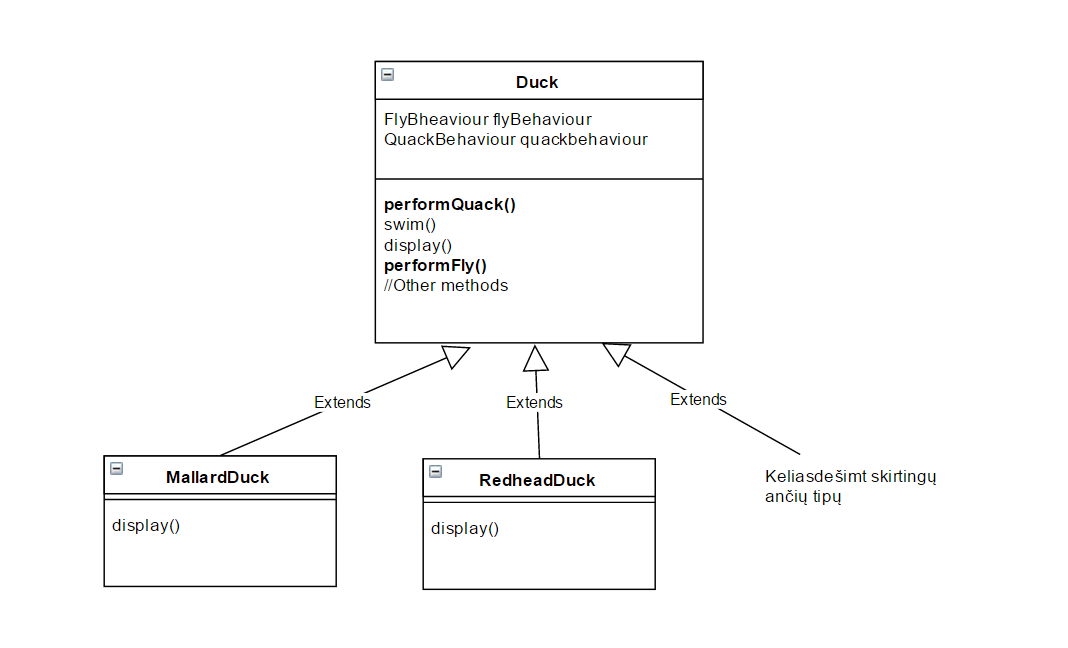 Duck
FlyBheaviour flyBehaviour
QuackBehaviour quackbehaviour
performQuack()
swim()
display()
performFly()
//Other methods
Extends
Extends
Extends
MallardDuck
display()
RedheadDuck
display()
Keliasdešimt skirtingų
ančių tipų